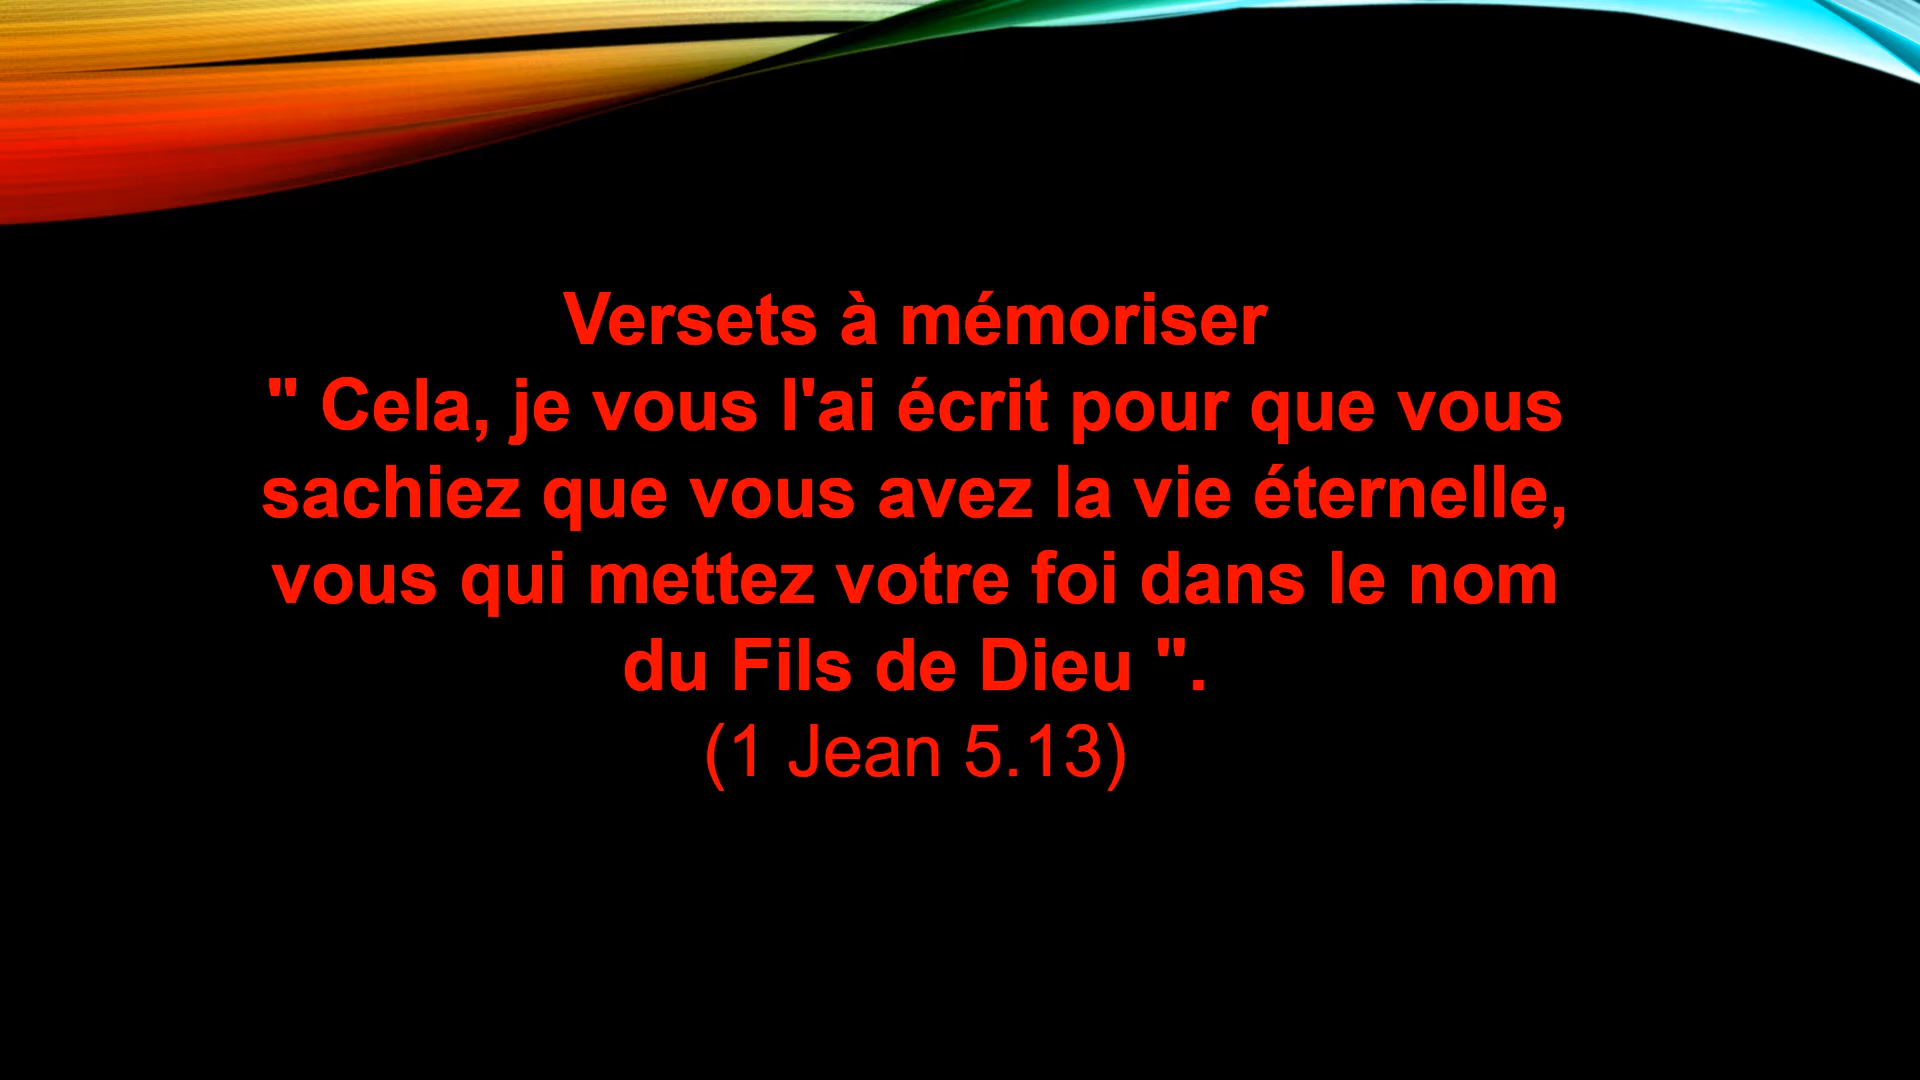 Versets à mémoriser
" Cela, je vous l'ai écrit pour que vous
sachiez que vous avez la vie éternelle,
vous qui mettez votre foi dans le nom
du Fils de Dieu ".
(1 Jean 5.13)